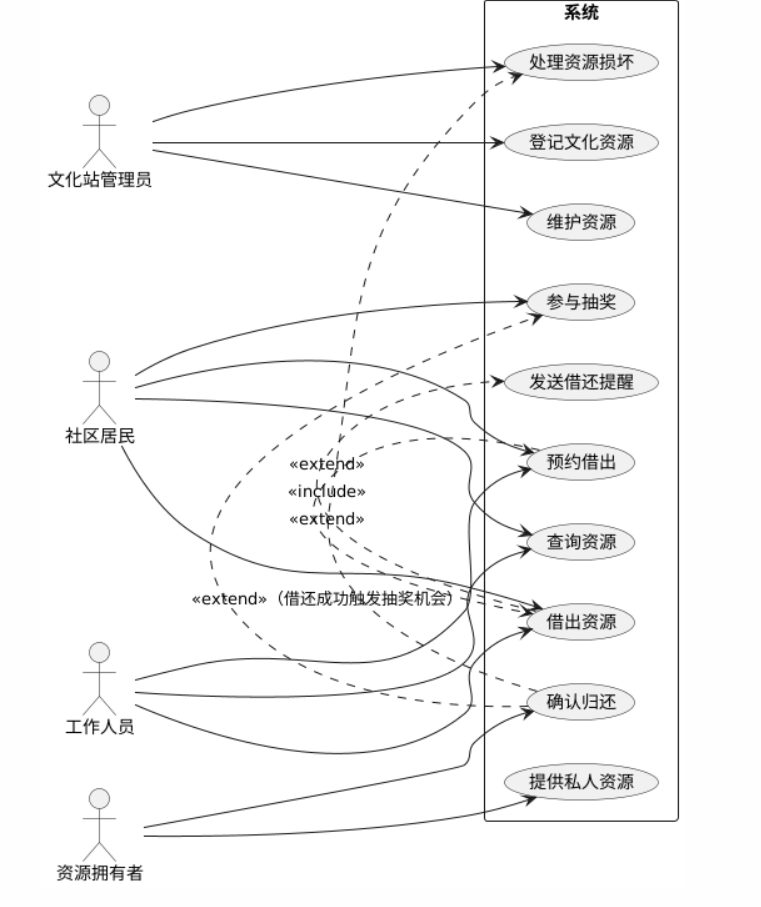 系统
处理资源损坏
文化站管理员
登记文化资源
维护资源
参与抽奖
社区居民
发送借还提醒
预约借出
«extend»
«include»
«extend»
查询资源
«extend»（借还成功触发抽奖机会）
借出资源
工作人员
确认归还
提供私人资源
资源拥有者